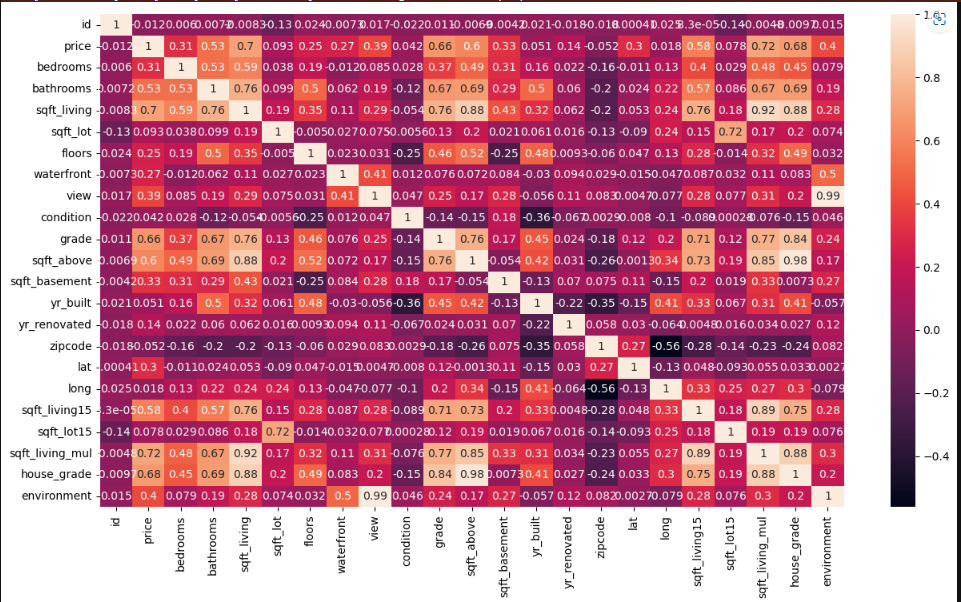 id 1 -0.012 0.006 0.0072 -0.0083 -0.13 0.024 -0.0073 0.017 -0.022 0.011 -0.0069 -0.0042 0.021 -0.018 -0.018 0.00041 0.025 3.3e-05 -0.14 -0.0048 -0.0097 0.015
price -0.012 1 0.31 0.53 0.7 0.093 0.25 0.27 0.39 0.042 0.66 0.6 0.33 0.051 0.14 -0.052 0.3 0.018 0.58 0.078 0.72 0.68 0.4
bedrooms -0.006 0.31 1 0.53 0.59 0.038 0.19 -0.012 0.085 0.028 0.37 0.49 0.31 0.16 0.022 -0.16 -0.011 0.13 0.4 0.029 0.48 0.45 0.079
bathrooms 0.0072 0.53 0.53 1 0.76 0.099 0.5 0.062 0.19 -0.12 0.67 0.69 0.29 0.5 0.06 -0.2 0.024 0.22 0.57 0.086 0.67 0.69 0.19
sqft_living -0.0083 0.7 0.59 0.76 1 0.19 0.35 0.11 0.29 -0.054 0.76 0.88 0.43 0.32 0.062 -0.2 0.053 0.24 0.76 0.18 0.92 0.88 0.28
sqft_lot -0.13 0.093 0.038 0.099 0.19 1 -0.005 0.027 0.075 0.0056 0.13 0.2 0.021 0.061 0.016 -0.13 -0.09 0.24 0.15 0.72 0.17 0.2 0.074
floors 0.024 0.25 0.19 0.5 0.35 -0.005 1 0.023 0.031 -0.25 0.46 0.52 -0.25 0.48 0.0093 -0.06 0.047 0.13 0.28 -0.014 0.32 0.49 0.032
waterfront -0.0073 0.27 -0.012 0.062 0.11 0.027 0.023 1 0.41 0.012 0.076 0.072 0.084 -0.03 0.094 0.029 -0.015 0.0047 0.087 0.032 0.11 0.083 0.5
view 0.017 0.39 0.085 0.19 0.29 0.075 0.031 0.41 1 0.047 0.25 0.17 0.28 -0.056 0.11 0.083 0.0047 0.077 0.28 0.077 0.31 0.2 0.99
condition -0.022 0.042 0.028 -0.12 -0.054 0.0056 -0.25 0.012 0.047 1 -0.14 -0.15 0.18 -0.36 -0.067 0.0029 -0.008 -0.1 -0.089 0.00028 0.076 -0.15 0.046
grade 0.011 0.66 0.37 0.67 0.76 0.13 0.46 0.076 0.25 -0.14 1 0.76 0.17 0.45 0.024 -0.18 0.12 0.2 0.71 0.12 0.77 0.84 0.24
sqft_above 0.0069 0.6 0.49 0.69 0.88 0.2 0.52 0.072 0.17 -0.15 0.76 1 -0.054 0.42 0.031 -0.26 0.0013 0.34 0.73 0.19 0.85 0.98 0.17
sqft_basement 0.0042 0.33 0.31 0.29 0.43 0.021 -0.25 0.084 0.28 0.18 0.17 -0.054 1 -0.13 0.07 0.075 0.11 -0.15 0.2 0.019 0.33 0.0073 0.27
yr_built -0.021 0.051 0.16 0.5 0.32 0.061 0.48 -0.03 -0.056 -0.36 0.45 0.42 -0.13 1 -0.22 -0.35 -0.15 0.41 0.33 0.067 0.31 0.41 -0.057
yr_renovated -0.018 0.14 0.022 0.06 0.062 0.016 0.0093 0.094 0.11 -0.067 0.024 0.031 0.07 -0.22 1 0.058 0.03 -0.064 0.0048 0.016 0.034 0.027 0.12
zipcode -0.018 -0.052 -0.16 -0.2 -0.2 -0.13 -0.06 0.029 0.083 0.0029 -0.18 -0.26 0.075 -0.35 0.058 1 0.27 -0.56 -0.28 -0.14 -0.23 -0.24 0.082
lat 0.00041 0.3 -0.011 0.024 0.053 -0.09 0.047 -0.015 0.0047 -0.008 0.12 -0.0013 0.11 -0.15 0.03 0.27 1 -0.13 0.048 -0.093 0.055 0.033 0.0027
long -0.025 0.018 0.13 0.22 0.24 0.24 0.13 -0.047 -0.077 -0.1 0.2 0.34 -0.15 0.41 -0.064 -0.56 -0.13 1 0.33 0.25 0.27 0.3 -0.079
sqft_living15 3.3e-05 0.58 0.4 0.57 0.76 0.15 0.28 0.087 0.28 -0.089 0.71 0.73 0.2 0.33 0.0048 -0.28 0.048 0.33 1 0.18 0.89 0.75 0.28
sqft_lot15 -0.14 0.078 0.029 0.086 0.18 0.72 -0.014 0.032 0.077 0.00028 0.12 0.19 0.019 0.067 0.016 -0.14 -0.093 0.25 0.18 1 0.19 0.19 0.076
sqft_living_mul -0.0048 0.72 0.48 0.67 0.92 0.17 0.32 0.11 0.31 -0.076 0.77 0.85 0.33 0.31 0.034 -0.23 0.055 0.27 0.89 0.19 1 0.88 0.3
house_grade -0.0097 0.68 0.45 0.69 0.88 0.2 0.49 0.083 0.2 -0.15 0.84 0.98 0.0073 0.41 0.027 -0.24 0.033 0.3 0.75 0.19 0.88 1 0.2
environment 0.015 0.4 0.079 0.19 0.28 0.074 0.032 0.5 0.99 0.046 0.24 0.17 0.27 -0.057 0.12 0.082 0.0027 0.079 0.28 0.076 0.3 0.2 1
id price bedrooms bathrooms sqft_living sqft_lot floors waterfront view condition grade sqft_above sqft_basement yr_built yr_renovated zipcode lat long sqft_living15 sqft_lot15 sqft_living_mul house_grade environment
0.8
0.6
0.4
0.2
0.0
−0.2
−0.4